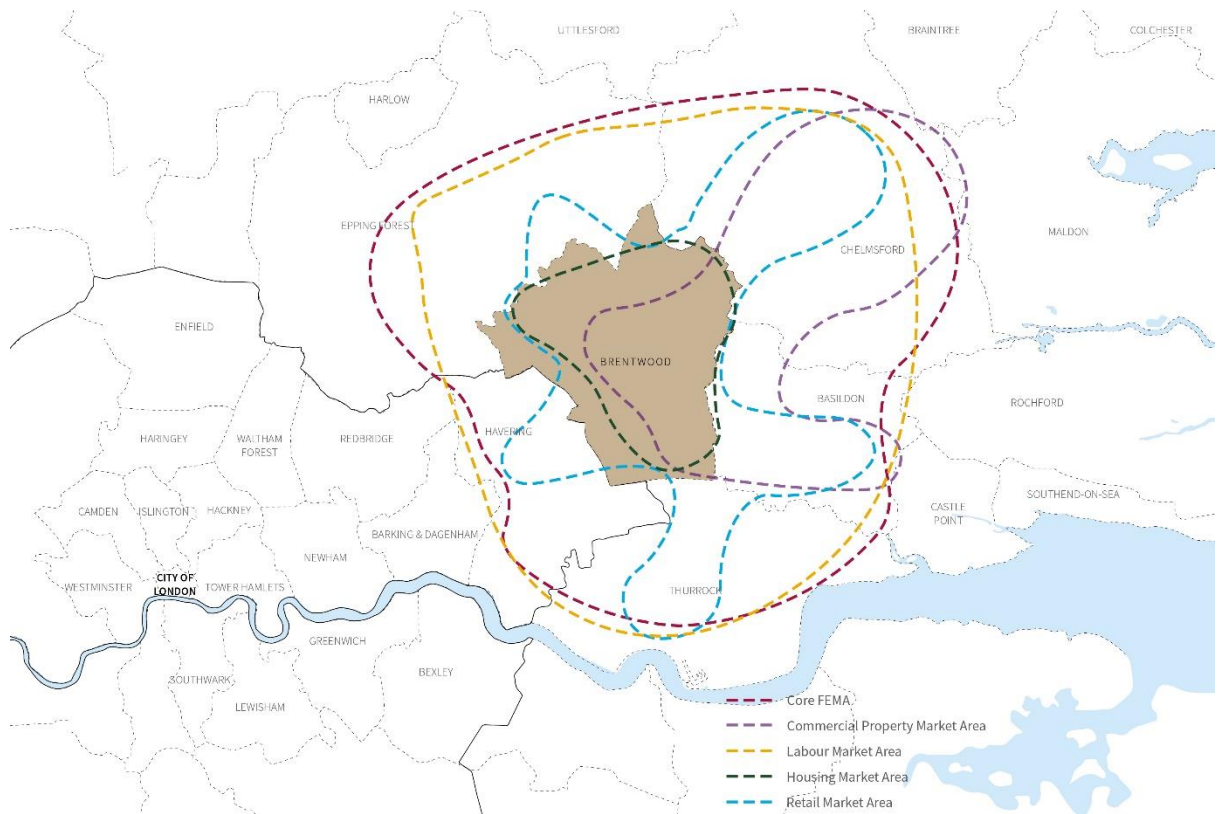 UTTLESFORD
BRAINTREE
COLCHESTER
HARLOW
EPPING FOREST
MALDON
CHELMSFORD
ENFIELD
BRENTWOOD
BASILDON
ROCHFORD
HARINGEY
WALTHAM
FOREST
REDBRIDGE
HAVERING
SOUTHEND-ON-SEA
CAMDEN
ISLINGTON
HACKNEY
CASTLE
POINT
BARKING & DAGENHAM
NEWHAM
WESTMINSTER
CITY OF
LONDON
TOWER HAMLETS
THURROCK
GREENWICH
BEXLEY
SOUTHWARK
LEWISHAM
Core FEMA
Commercial Property Market Area
Labour Market Area
Housing Market Area
Retail Market Area